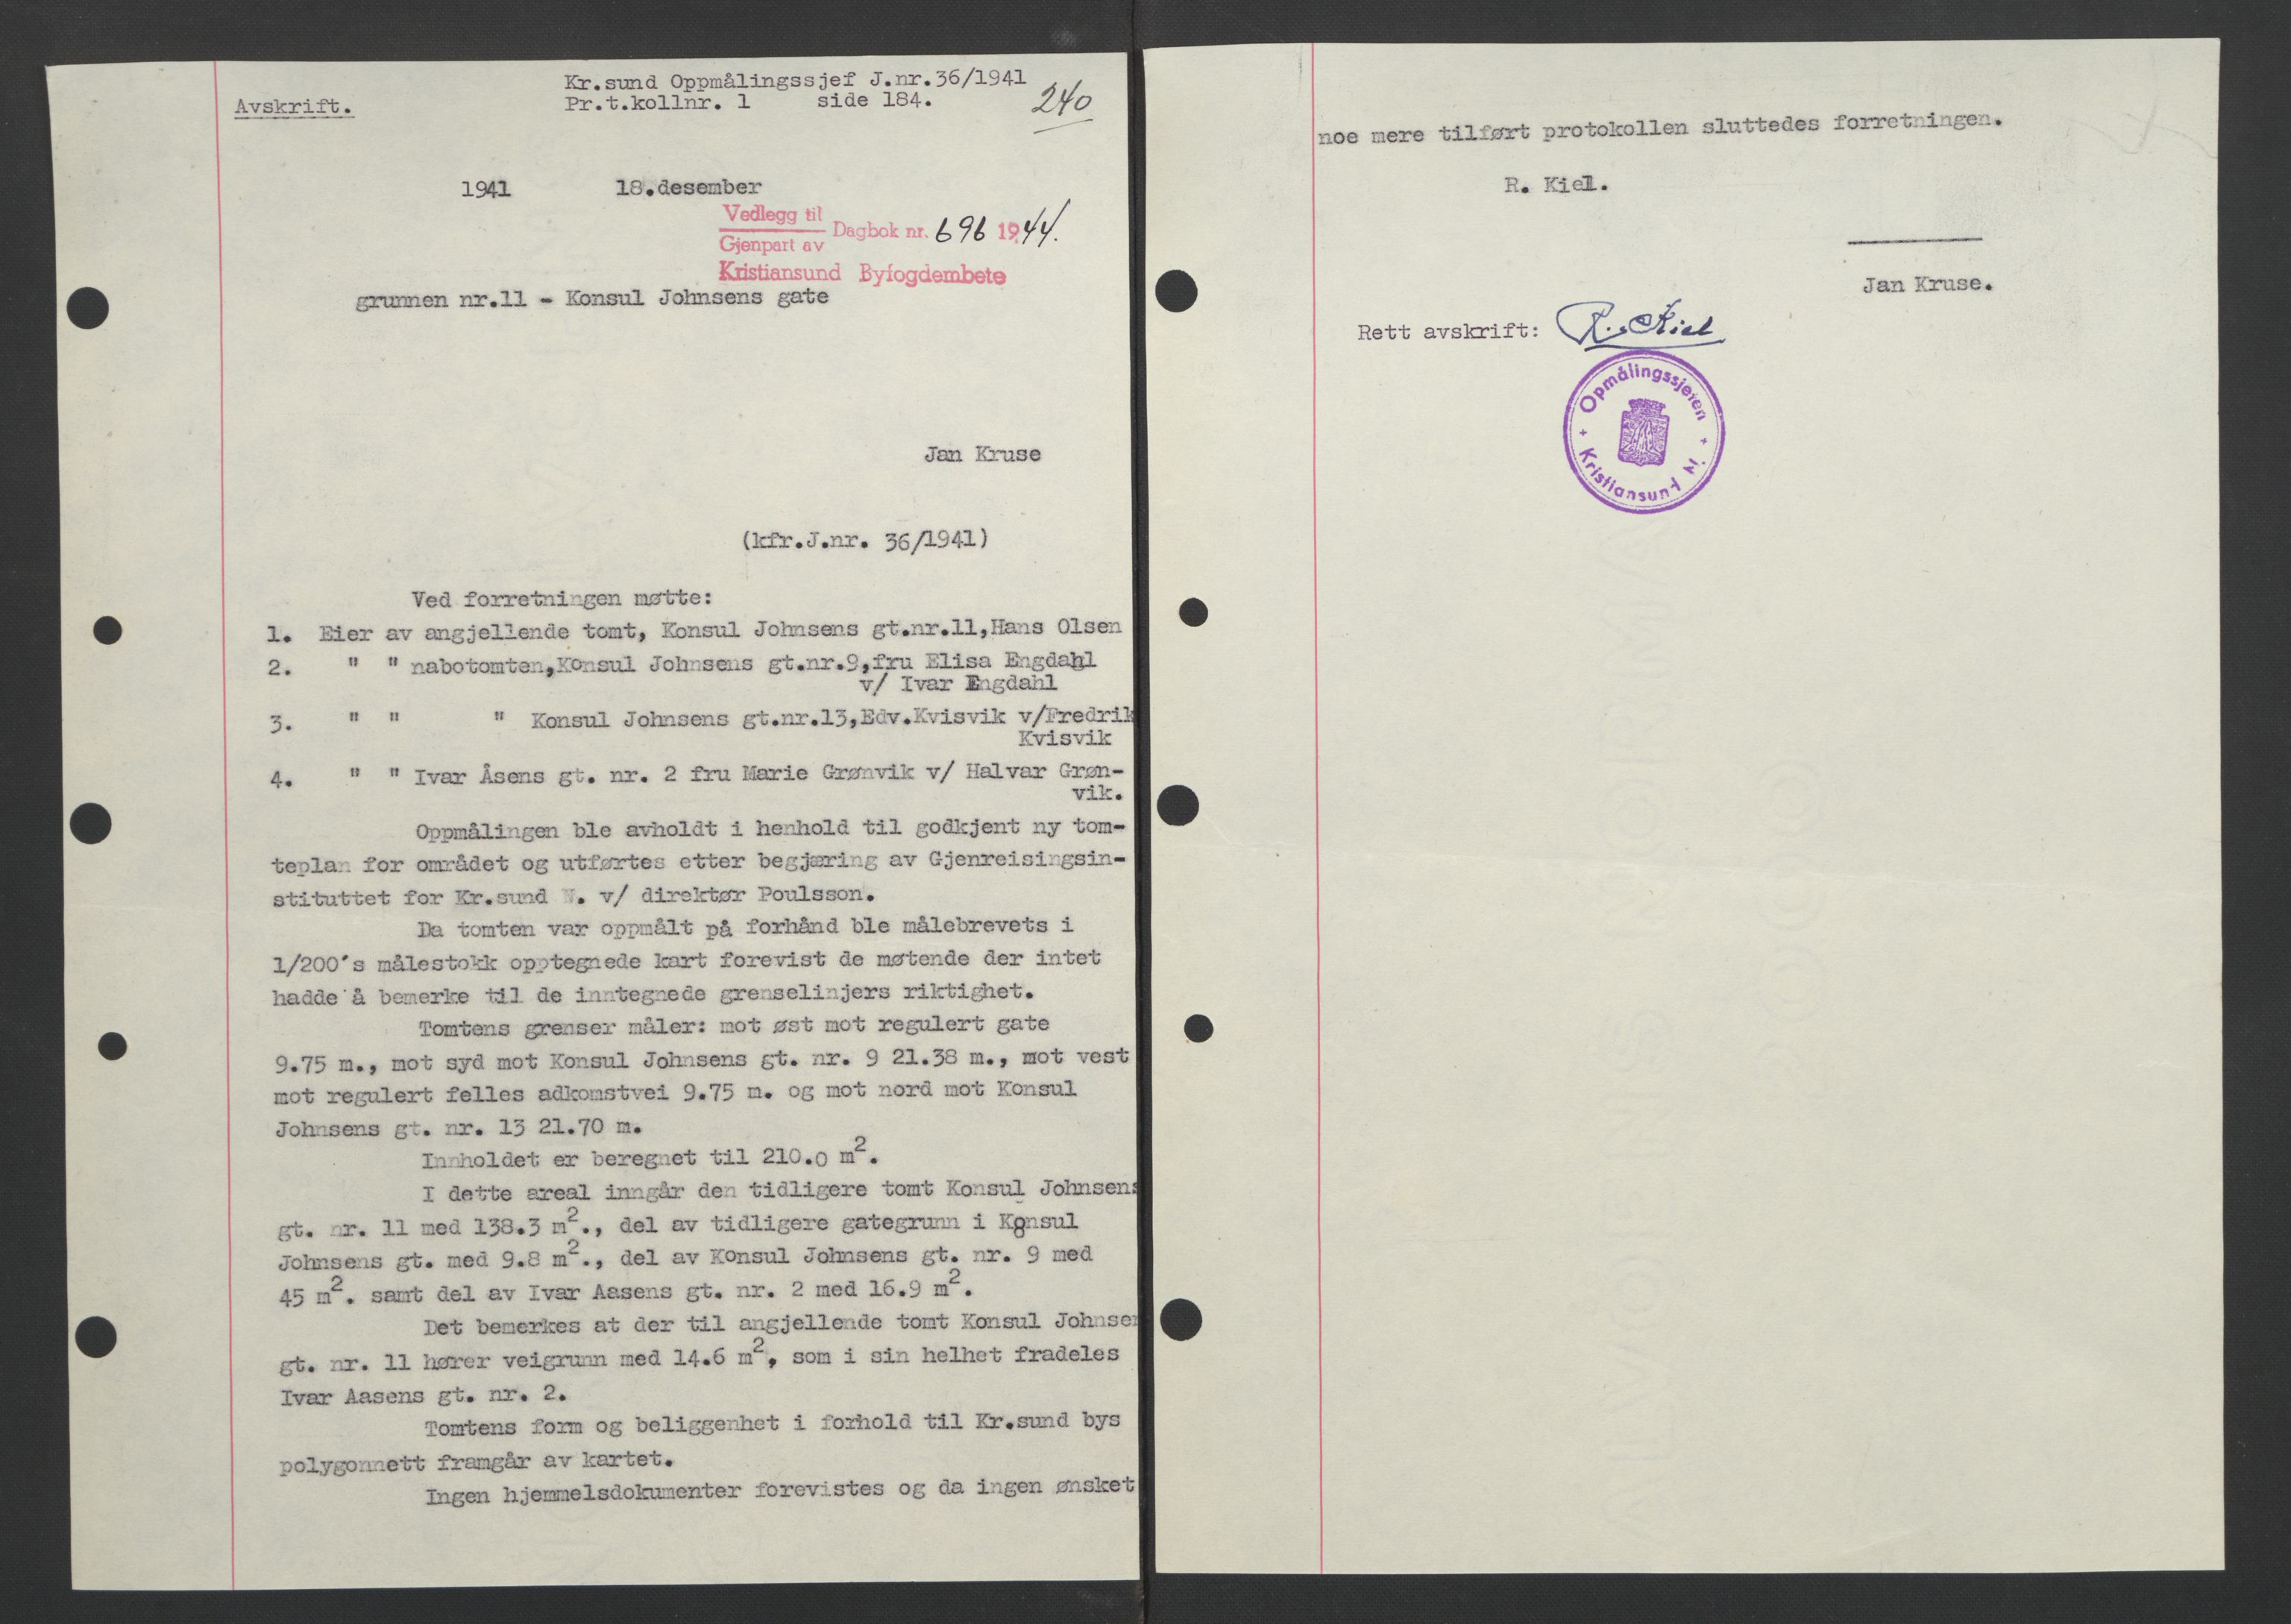 Avskrift.
Kr.sund Oppmålingssjef J.nr.36/1941
Pr.t.kollnr. 1 side 184.
240
1941 18.desember
Vedlegg til
Gjenpart av
Dagbok nr. 696 1944.
Kristiansund Byfogdembete
grunnen nr.11 - Konsul Johnsens gate
Jan Kruse
(kfr.J.nr. 36/1941)
Ved forretningen møtte:
1. Eier av angjellende tomt, Konsul Johnsens gt.nr.11,Hans Olsen
2. " " nabotomten,Konsul Johnsens gt.nr.9,fru Elisa Engdahl
v/ Ivar Engdahl
3. " " " Konsul Johnsens gt.nr.13,Edv.Kvisvik v/Fredrik
Kvisvik
4. " " Ivar Åsens gt. nr. 2 fru Marie Grønvik v/ Halvar Grøn-
vik.
Oppmålingen ble avholdt i henhold til godkjent ny tom-
teplan for området og utførtes etter begjæring av Gjenreisingsin-
stituttet for Kr.sund N. v/ direktør Poulsson.
Da tomten var oppmålt på forhånd ble målebrevets i
1/200's målestokk opptegnede kart forevist de møtende der intet
hadde å bemerke til de inntegnede grenselinjers riktighet.
Tomtens grenser måler: mot øst mot regulert gate
9.75 m., mot syd mot Konsul Johnsens gt. nr. 9 21.38 m., mot vest
mot regulert felles adkomstvei 9.75 m. og mot nord mot Konsul
Johnsens gt. nr. 13 21.70 m.
Innholdet er beregnet til 210.0 m².
I dette areal inngår den tidligere tomt Konsul Johnsens
gt. nr. 11 med 138.3 m²., del av tidligere gategrunn i Konsul
Johnsens gt. med 9.8 m²., del av Konsul Johnsens gt. nr. 9 med
45 m². samt del av Ivar Aasens gt. nr. 2 med 16.9 m².
Det bemerkes at der til angjellende tomt Konsul Johnsen
gt. nr. 11 hører veigrunn med 14.6 m², som i sin helhet fradeles
Ivar Aasens gt. nr. 2.
Tomtens form og beliggenhet i forhold til Kr.sund bys
polygonnett framgår av kartet.
Ingen hjemmelsdokumenter forevistes og da ingen ønsket
noe mere tilført protokollen sluttedes forretningen.
R. Kiel.
Jan Kruse.
Rett avskrift: R. Kiel
Opmålingssjefen
Kristiansund N.